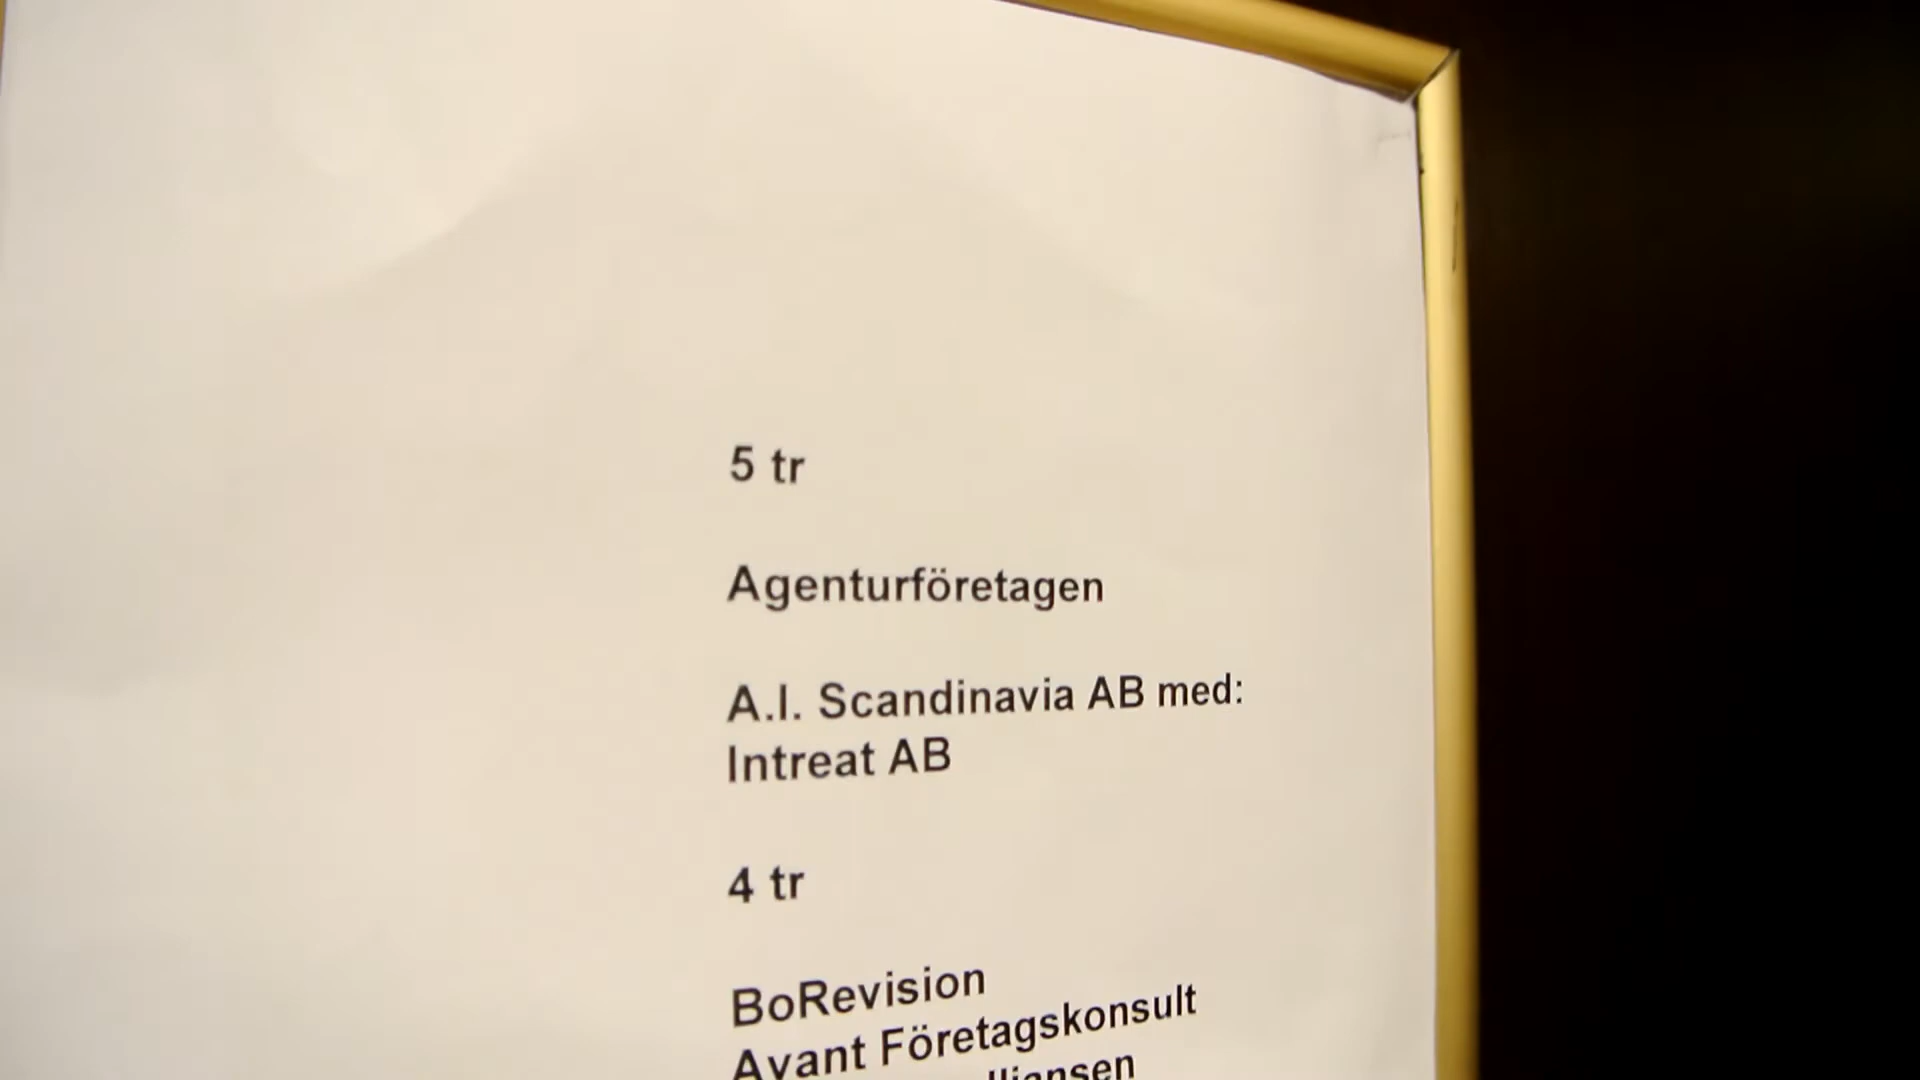 5 tr
Agenturföretagen
A.I. Scandinavia AB med:
Intreat AB
4 tr
BoRevision
Avant Företagskonsult